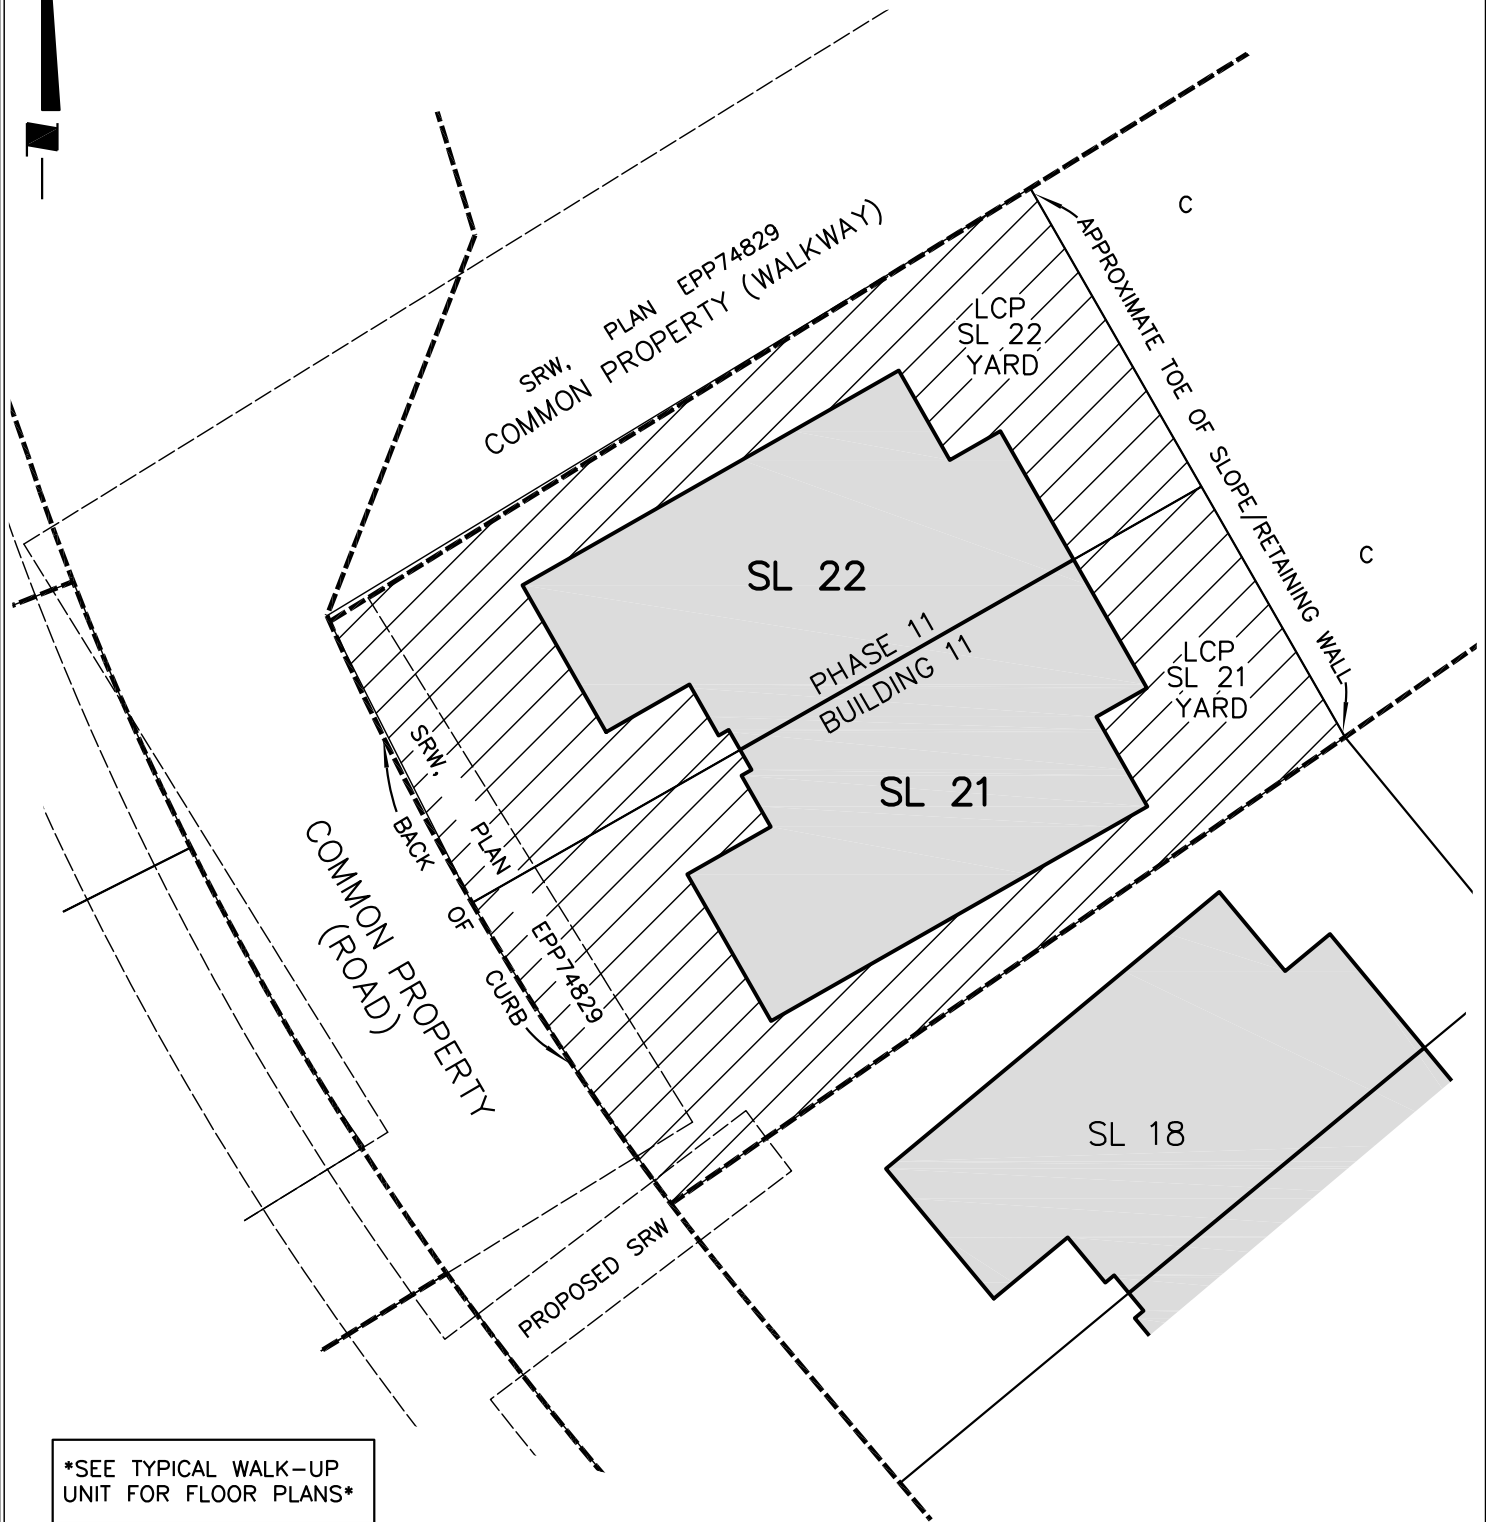 SRW, PLAN EPP74829
COMMON PROPERTY (WALKWAY)
C
APPROXIMATE TOE OF SLOPE/RETAINING WALL
LCP
SL 22
YARD
C
SL 22
PHASE 11
BUILDING 11
LCP
SL 21
YARD
SL 21
SRW, PLAN EPP74829
BACK OF CURB
COMMON PROPERTY
(ROAD)
SL 18
PROPOSED SRW
*SEE TYPICAL WALK-UP
UNIT FOR FLOOR PLANS*